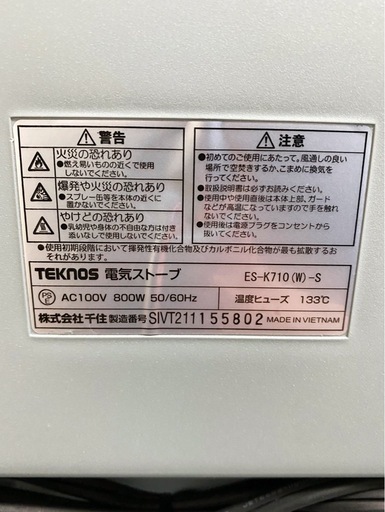 ⚠警告
火災の恐れあり
●燃え易いものの近くで使用
しないでください。
爆発や火災の恐れあり
●スプレー缶等を本体の近くに
置かないでください。
やけどの恐れあり
●乳幼児や身体の不自由な方は付き
添いなしで使用しないでください。
⚠注意
●初めてのご使用にあたって。風通しの良い
場所で空焚きするか、こまめに換気を
行ってください。
●取扱説明書は必ずお読みください。
●使用中や使用直後は本体上部、ガード
などが高温になっていますので手を触れ
ないでください。
●使用後は電源プラグをコンセントから
抜いてください。
●使用初期段階において揮発性有機化合物及びカルボニル化合物が最も拡散するお
それがあります。
TEKNOS 電気ストーブ ES-K710(W)-S
PS E AC100V 800W 50/60Hz 温度ヒューズ 133℃
株式会社千住 製造番号 SIVT211155802 MADE IN VIETNAM